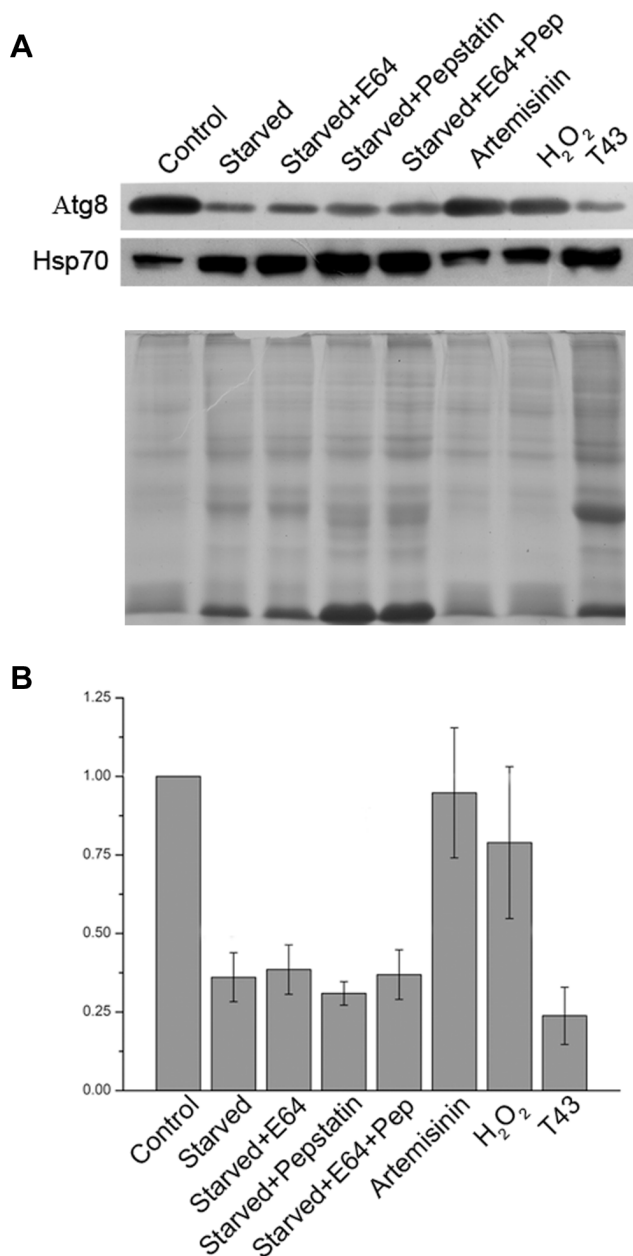 A
Control
Starved
Starved+E64
Starved+Pepstatin
Starved+E64+Pep
Artemisinin
H₂O₂
T43
Atg8
Hsp70
B
1.25
1.00
0.75
0.50
0.25
0.00
Control
Starved
Starved+E64
Starved+Pepstatin
Starved+E64+Pep
Artemisinin
H₂O₂
T43